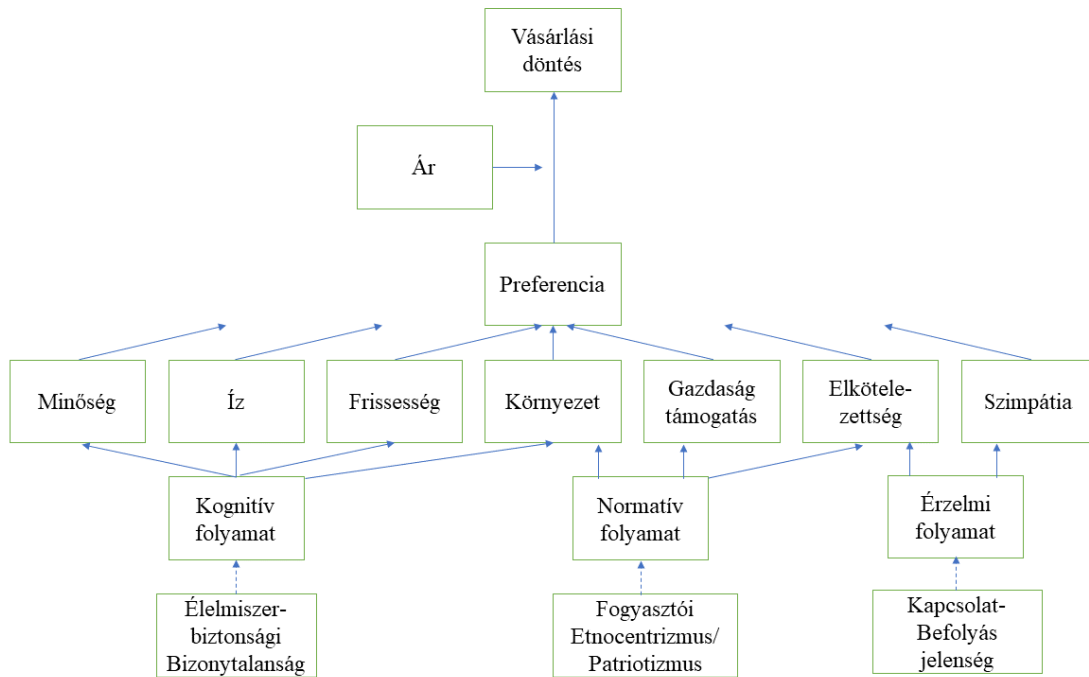 Vásárlási
döntés
Ár
Preferencia
Minőség
Íz
Frissesség
Környezet
Gazdaság
támogatás
Elkötele-
zettség
Szimpátia
Kognitív
folyamat
Normatív
folyamat
Érzelmi
folyamat
Élelmiszer-
biztonsági
Bizonytalanság
Fogyasztói
Etnocentrizmus/
Patriotizmus
Kapcsolat-
Befolyás
jelenség